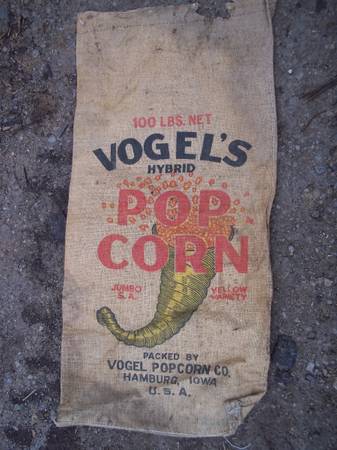 100 LBS. NET
VOGEL'S
HYBRID
POP
CORN
JUMBO
S.A.
YELLOW
VARIETY
PACKED BY
VOGEL POPCORN CO.
HAMBURG, IOWA
U.S.A.